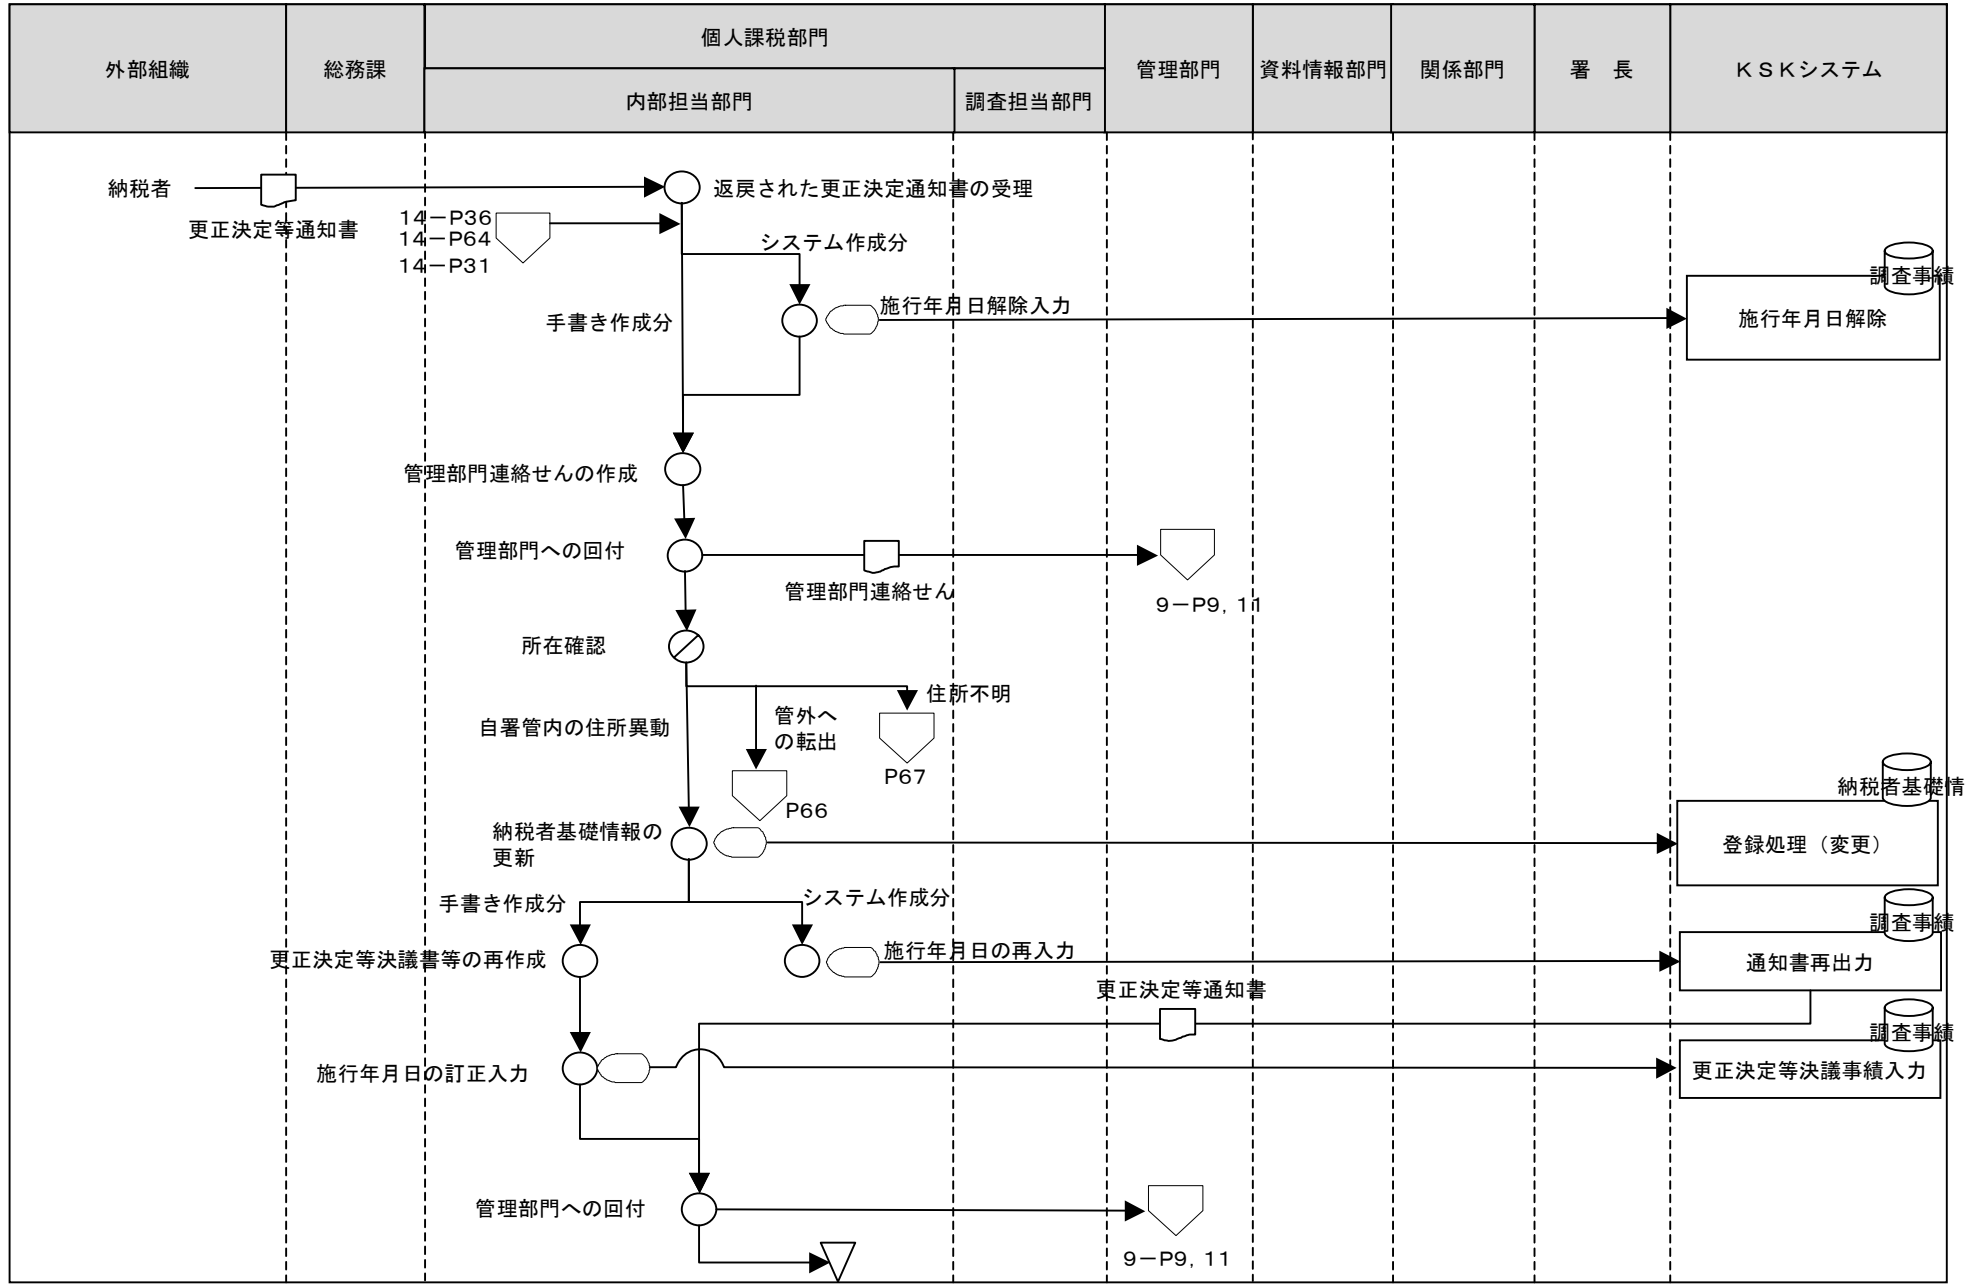 外部組織
総務課
個人課税部門
内部担当部門
調査担当部門
管理部門
資料情報部門
関係部門
署　長
ＫＳＫシステム
納税者
更正決定等通知書
返戻された更正決定通知書の受理
14－P36
14－P64
14－P31
システム作成分
手書き作成分
施行年月日解除入力
調査事績
施行年月日解除
管理部門連絡せんの作成
管理部門への回付
管理部門連絡せん
9－P9, 11
所在確認
住所不明
自署管内の住所異動
管外へ
の転出
P67
P66
納税者基礎情
納税者基礎情報の
更新
登録処理（変更）
手書き作成分
システム作成分
調査事績
更正決定等決議書等の再作成
施行年月日の再入力
通知書再出力
更正決定等通知書
調査事績
施行年月日の訂正入力
更正決定等決議事績入力
管理部門への回付
9－P9, 11